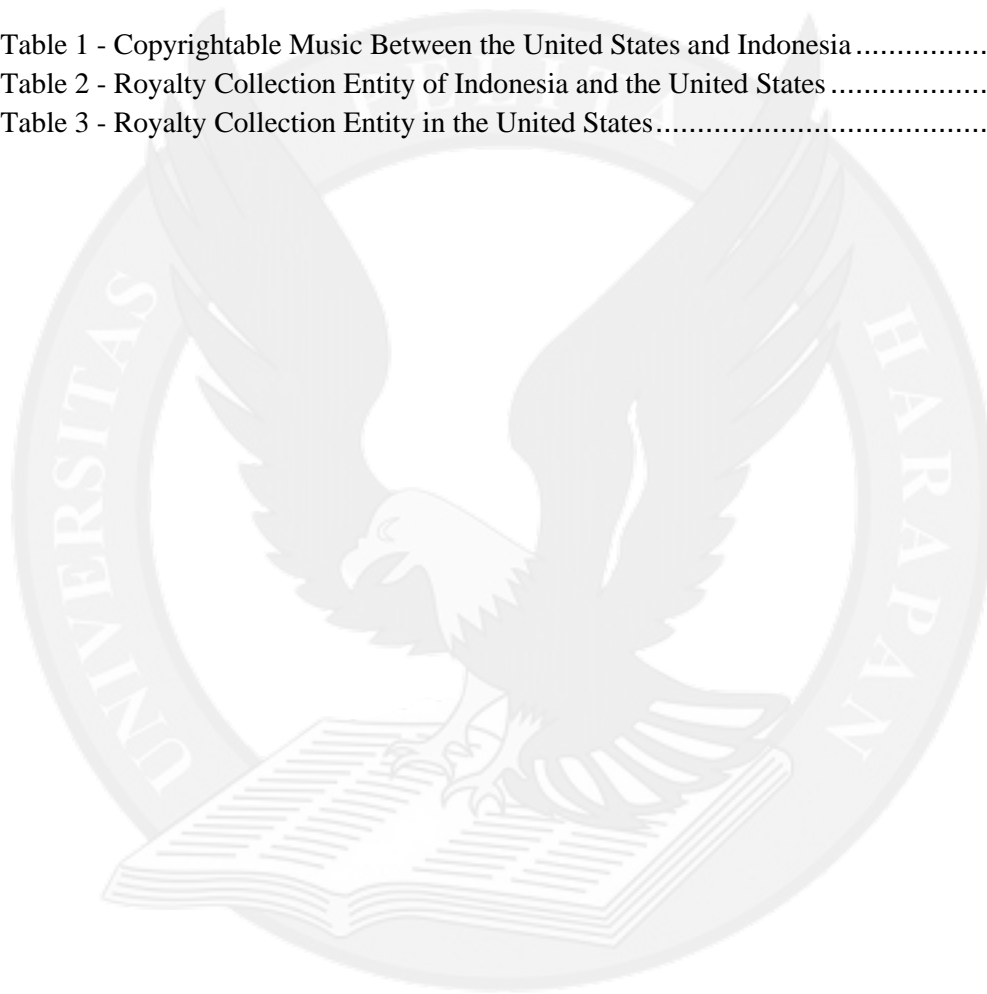 Table 1 - Copyrightable Music Between the United States and Indonesia................
Table 2 - Royalty Collection Entity of Indonesia and the United States...................
Table 3 - Royalty Collection Entity in the United States........................................
UNIVERSITAS
PELITA
HARAPAN